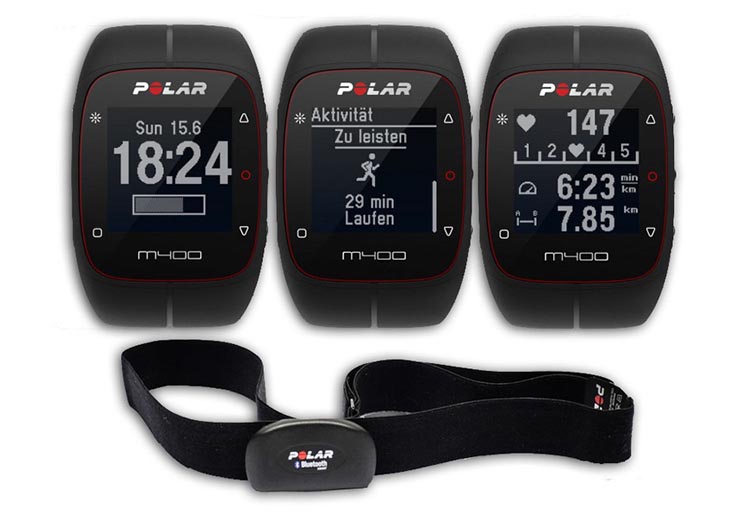 POLAR
Sun 15.6
18:24
M400
POLAR
Aktivität
Zu leisten
29 min
Laufen
M400
POLAR
147
1 2 4 5
6:23 min/km
A B
7.85 km
M400
POLAR
Bluetooth
POLAR